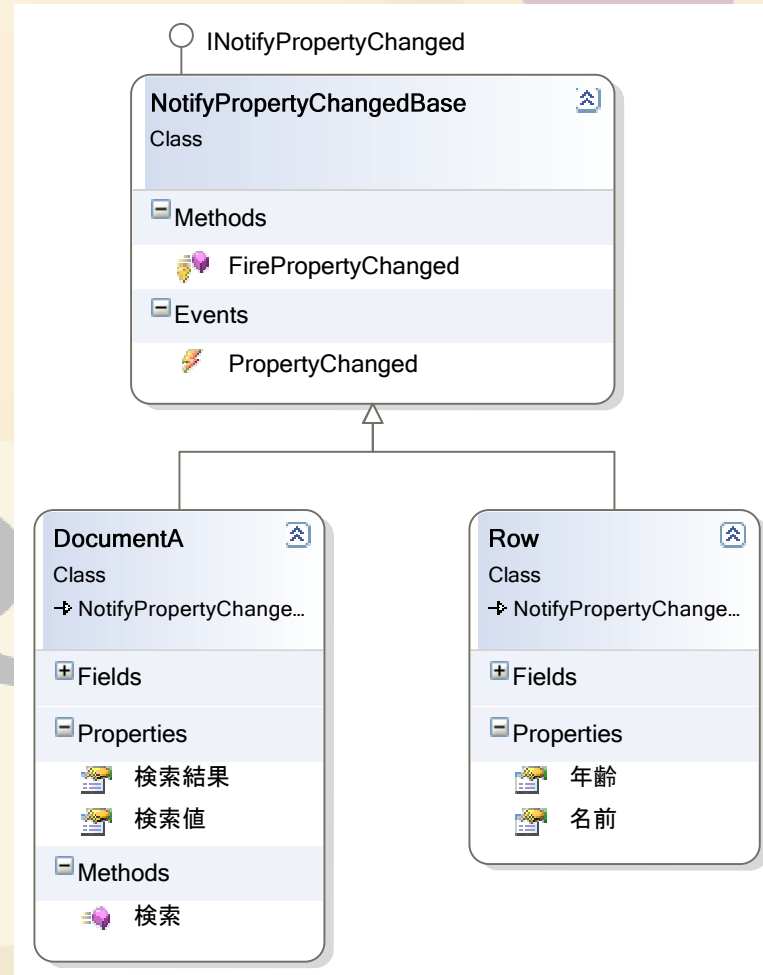 INotifyPropertyChanged
NotifyPropertyChangedBase
Class
Methods
FirePropertyChanged
Events
PropertyChanged
DocumentA
Class
NotifyPropertyChange...
Fields
Properties
検索結果
検索値
Methods
検索
Row
Class
NotifyPropertyChange...
Fields
Properties
年齢
名前